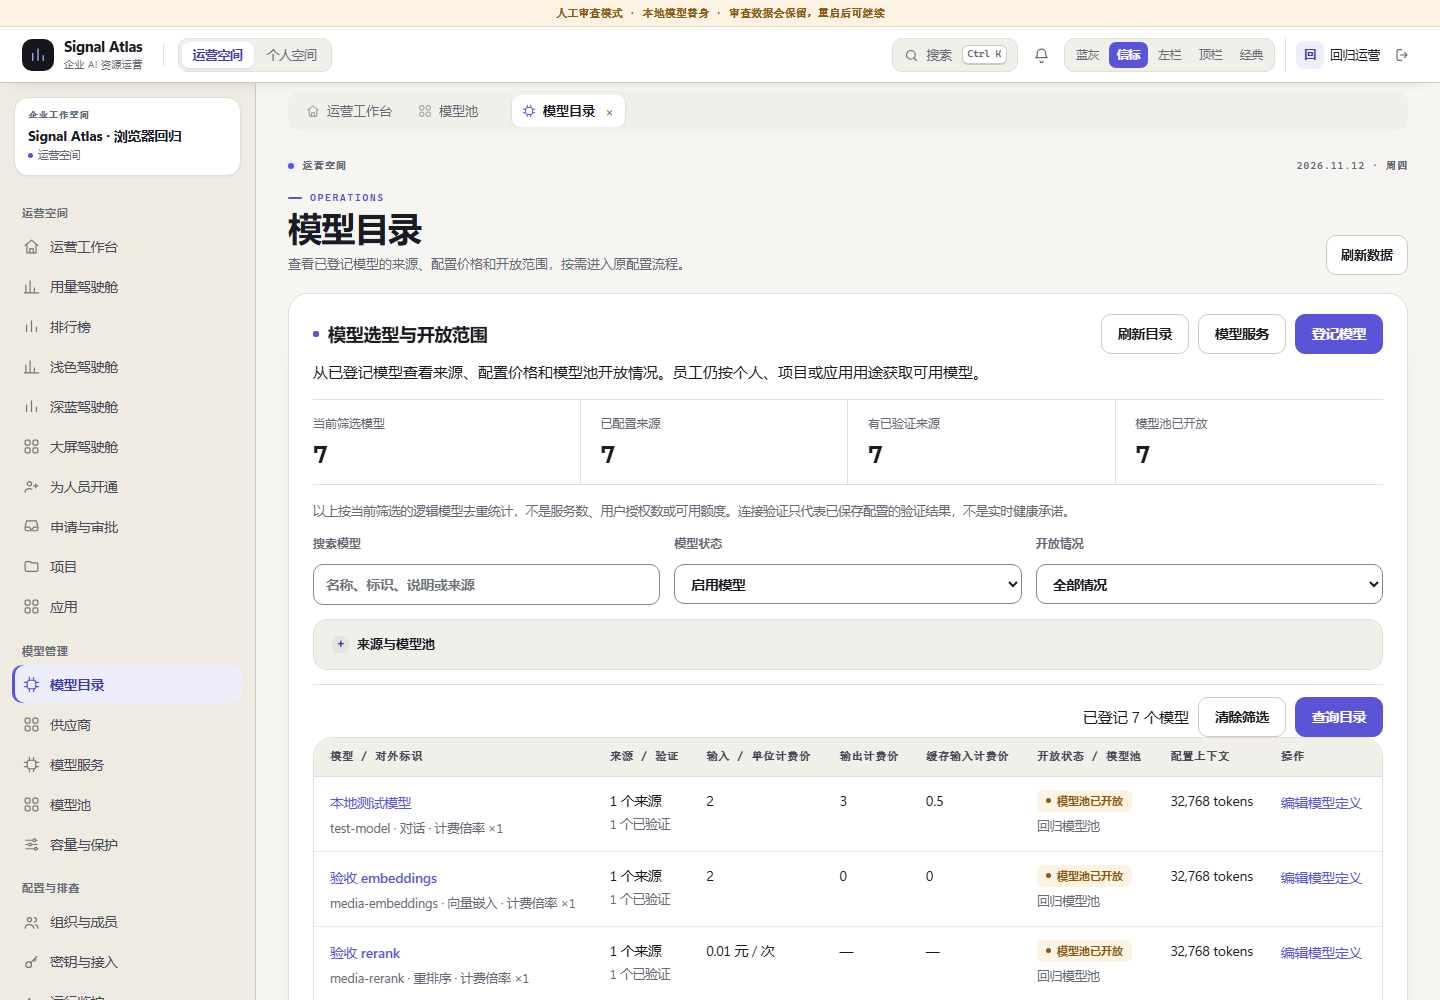 人工审查模式 · 本地模型替身 · 审查数据会保留，重启后可继续
Signal Atlas
企业 AI 资源运营
运营空间 个人空间
搜索 Ctrl K
蓝灰 信标 左栏 顶栏 经典
回 回归运营
企业工作空间
Signal Atlas · 浏览器回归
运营空间
运营空间
运营工作台
用量驾驶舱
排行榜
浅色驾驶舱
深蓝驾驶舱
大屏驾驶舱
为人员开通
申请与审批
项目
应用
模型管理
模型目录
供应商
模型服务
模型池
容量与保护
配置与排查
组织与成员
密钥与接入
运行监护
运营工作台 模型池 模型目录 ×
运营空间
2026.11.12 · 周四
OPERATIONS
模型目录
查看已登记模型的来源、配置价格和开放范围，按需进入原配置流程。
刷新数据
模型选型与开放范围
刷新目录 模型服务 登记模型
从已登记模型查看来源、配置价格和模型池开放情况。员工仍按个人、项目或应用用途获取可用模型。
当前筛选模型 已配置来源 有已验证来源 模型池已开放
7 7 7 7
以上按当前筛选的逻辑模型去重统计，不是服务数、用户授权数或可用额度。连接验证只代表已保存配置的验证结果，不是实时健康承诺。
搜索模型 模型状态 开放情况
名称、标识、说明或来源 启用模型 全部情况
+ 来源与模型池
已登记 7 个模型 清除筛选 查询目录
模型 / 对外标识 来源 / 验证 输入 / 单位计费价 输出计费价 缓存输入计费价 开放状态 / 模型池 配置上下文 操作
本地测试模型 1 个来源 2 3 0.5 模型池已开放 32,768 tokens 编辑模型定义
test-model · 对话 · 计费倍率 ×1 1 个已验证 回归模型池
验收 embeddings 1 个来源 2 0 0 模型池已开放 32,768 tokens 编辑模型定义
media-embeddings · 向量嵌入 · 计费倍率 ×1 1 个已验证 回归模型池
验收 rerank 1 个来源 0.01 元 / 次 — — 模型池已开放 32,768 tokens 编辑模型定义
media-rerank · 重排序 · 计费倍率 ×1 1 个已验证 回归模型池